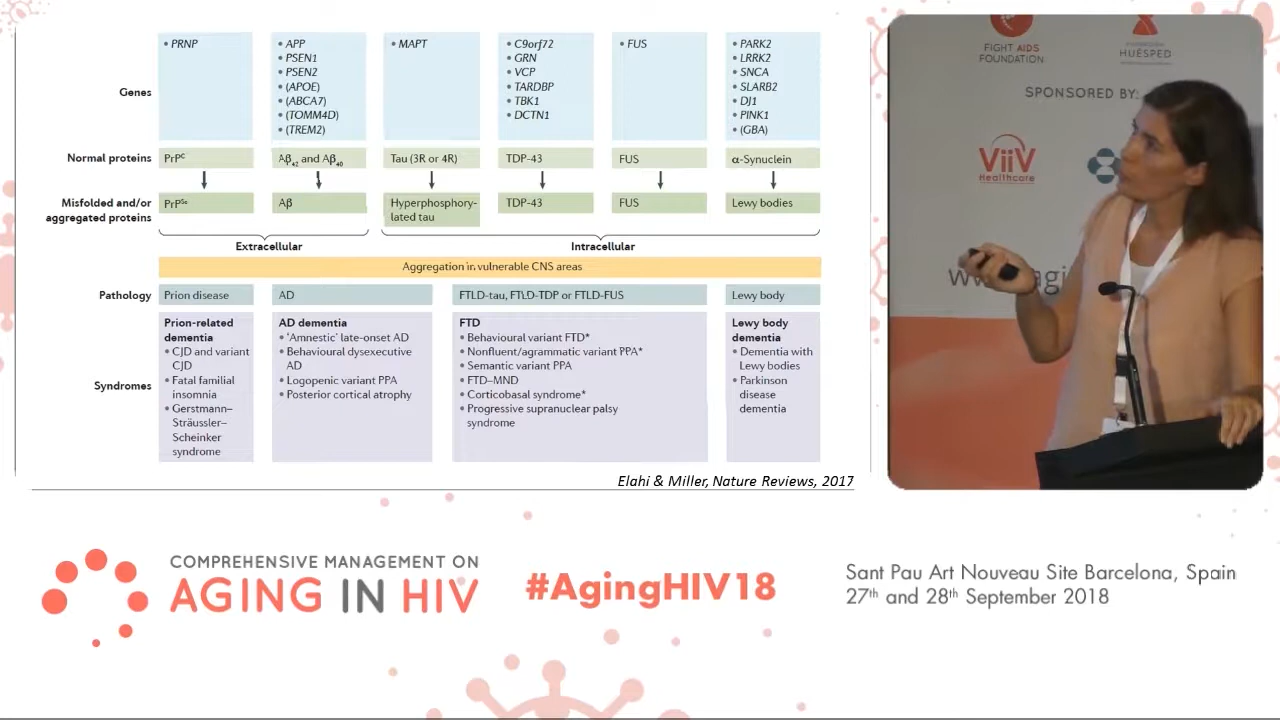 Genes
• PRNP
• APP
• PSEN1
• PSEN2
• (APOE)
• (ABCA7)
• (TOMM4D)
• (TREM2)
• MAPT
• C9orf72
• GRN
• VCP
• TARDBP
• TBK1
• DCTN1
• FUS
• PARK2
• LRRK2
• SNCA
• SLARB2
• DJ1
• PINK1
• (GBA)
Normal proteins
PrPᶜ
Aβ₄₂ and Aβ₄₀
Tau (3R or 4R)
TDP-43
FUS
α-Synuclein
Misfolded and/or
aggregated proteins
PrPˢᶜ
Aβ
Hyperphosphory-
lated tau
TDP-43
FUS
Lewy bodies
Extracellular
Intracellular
Aggregation in vulnerable CNS areas
Pathology
Prion disease
AD
FTLD-tau, FTLD-TDP or FTLD-FUS
Lewy body
Syndromes
Prion-related
dementia
• CJD and variant
CJD
• Fatal familial
insomnia
• Gerstmann–
Sträussler–
Scheinker
syndrome
AD dementia
• 'Amnestic' late-onset AD
• Behavioural dysexecutive
AD
• Logopenic variant PPA
• Posterior cortical atrophy
FTD
• Behavioural variant FTD*
• Nonfluent/agrammatic variant PPA*
• Semantic variant PPA
• FTD–MND
• Corticobasal syndrome*
• Progressive supranuclear palsy
syndrome
Lewy body
dementia
• Dementia with
Lewy bodies
• Parkinson
disease
dementia
Elahi & Miller, Nature Reviews, 2017
FIGHT AIDS
FOUNDATION
HUÉSPED
SPONSORED BY:
ViiV
Healthcare
COMPREHENSIVE MANAGEMENT ON
AGING IN HIV
#AgingHIV18
Sant Pau Art Nouveau Site Barcelona, Spain
27th and 28th September 2018